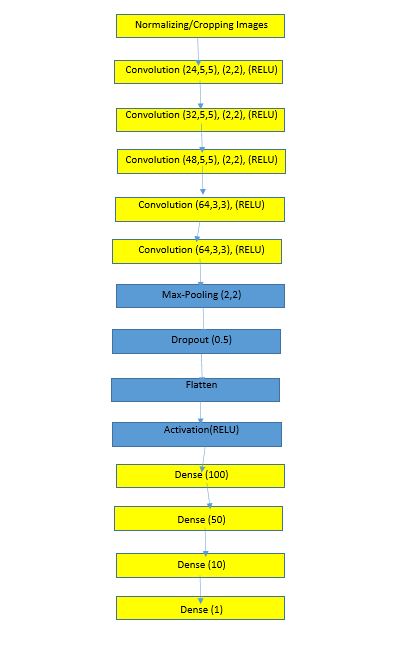 Normalizing/Cropping Images
Convolution (24,5,5), (2,2), (RELU)
Convolution (32,5,5), (2,2), (RELU)
Convolution (48,5,5), (2,2), (RELU)
Convolution (64,3,3), (RELU)
Convolution (64,3,3), (RELU)
Max-Pooling (2,2)
Dropout (0.5)
Flatten
Activation(RELU)
Dense (100)
Dense (50)
Dense (10)
Dense (1)